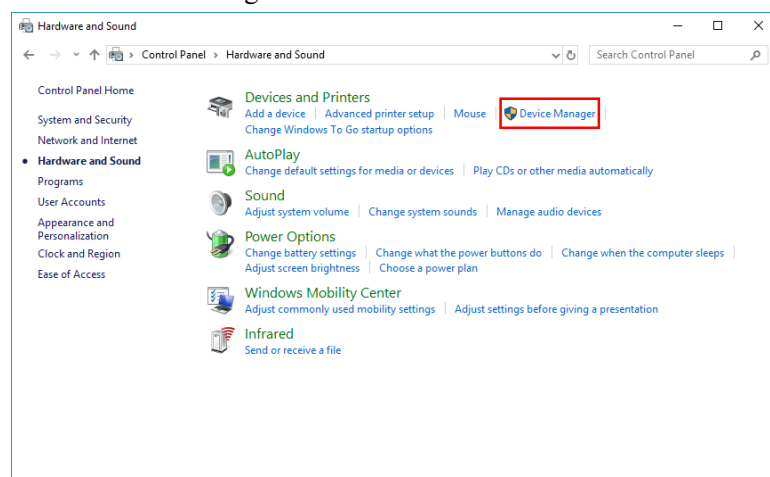 Hardware and Sound
Control Panel > Hardware and Sound
Search Control Panel
Control Panel Home
System and Security
Network and Internet
Hardware and Sound
Programs
User Accounts
Appearance and
Personalization
Clock and Region
Ease of Access
Devices and Printers
Add a device Advanced printer setup Mouse Device Manager
Change Windows To Go startup options
AutoPlay
Change default settings for media or devices Play CDs or other media automatically
Sound
Adjust system volume Change system sounds Manage audio devices
Power Options
Change battery settings Change what the power buttons do Change when the computer sleeps
Adjust screen brightness Choose a power plan
Windows Mobility Center
Adjust commonly used mobility settings Adjust settings before giving a presentation
Infrared
Send or receive a file